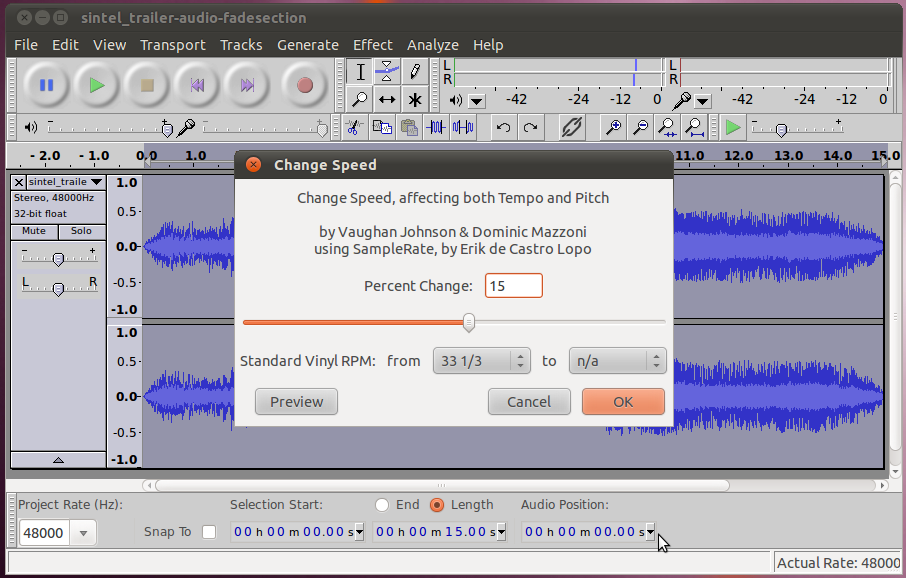 sintel_trailer-audio-fadesection
File Edit View Transport Tracks Generate Effect Analyze Help
L
R
-42 -24 -12 0
L
R
-42 -24 -12 0
- 2.0 - 1.0 0.0 1.0 11.0 12.0 13.0 14.0 15.0
sintel_traile
Stereo, 48000Hz
32-bit float
Mute Solo
- +
L R
1.0
0.5-
0.0-
-0.5-
-1.0
1.0
0.5-
0.0-
-0.5-
-1.0
Change Speed
Change Speed, affecting both Tempo and Pitch
by Vaughan Johnson & Dominic Mazzoni
using SampleRate, by Erik de Castro Lopo
Percent Change: 15
Standard Vinyl RPM: from 33 1/3 to n/a
Preview Cancel OK
Project Rate (Hz): Selection Start: End Length Audio Position:
48000 Snap To 00 h 00 m 00.00 s 00 h 00 m 15.00 s 00 h 00 m 00.00 s
Actual Rate: 48000